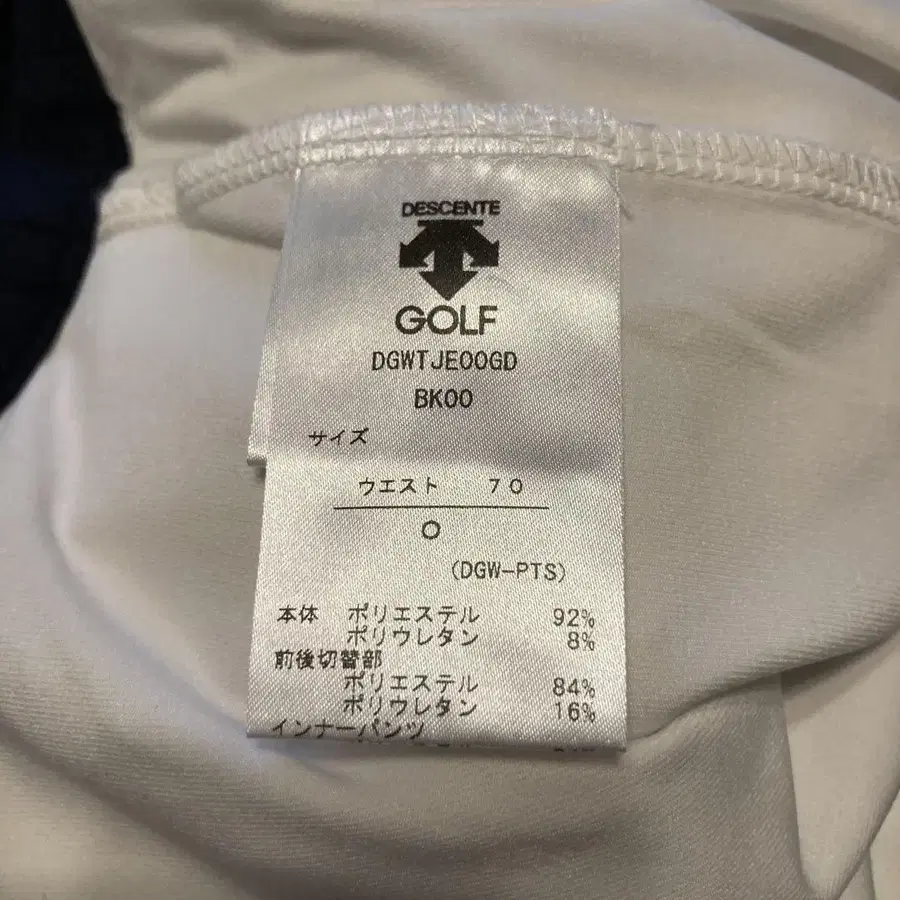 DESCENTE
GOLF
DGWTJE00GD
BK00
サイズ
ウエスト 70
O
(DGW-PTS)
本体 ポリエステル 92%
ポリウレタン 8%
前後切替部
ポリエステル 84%
ポリウレタン 16%
インナーパンツ